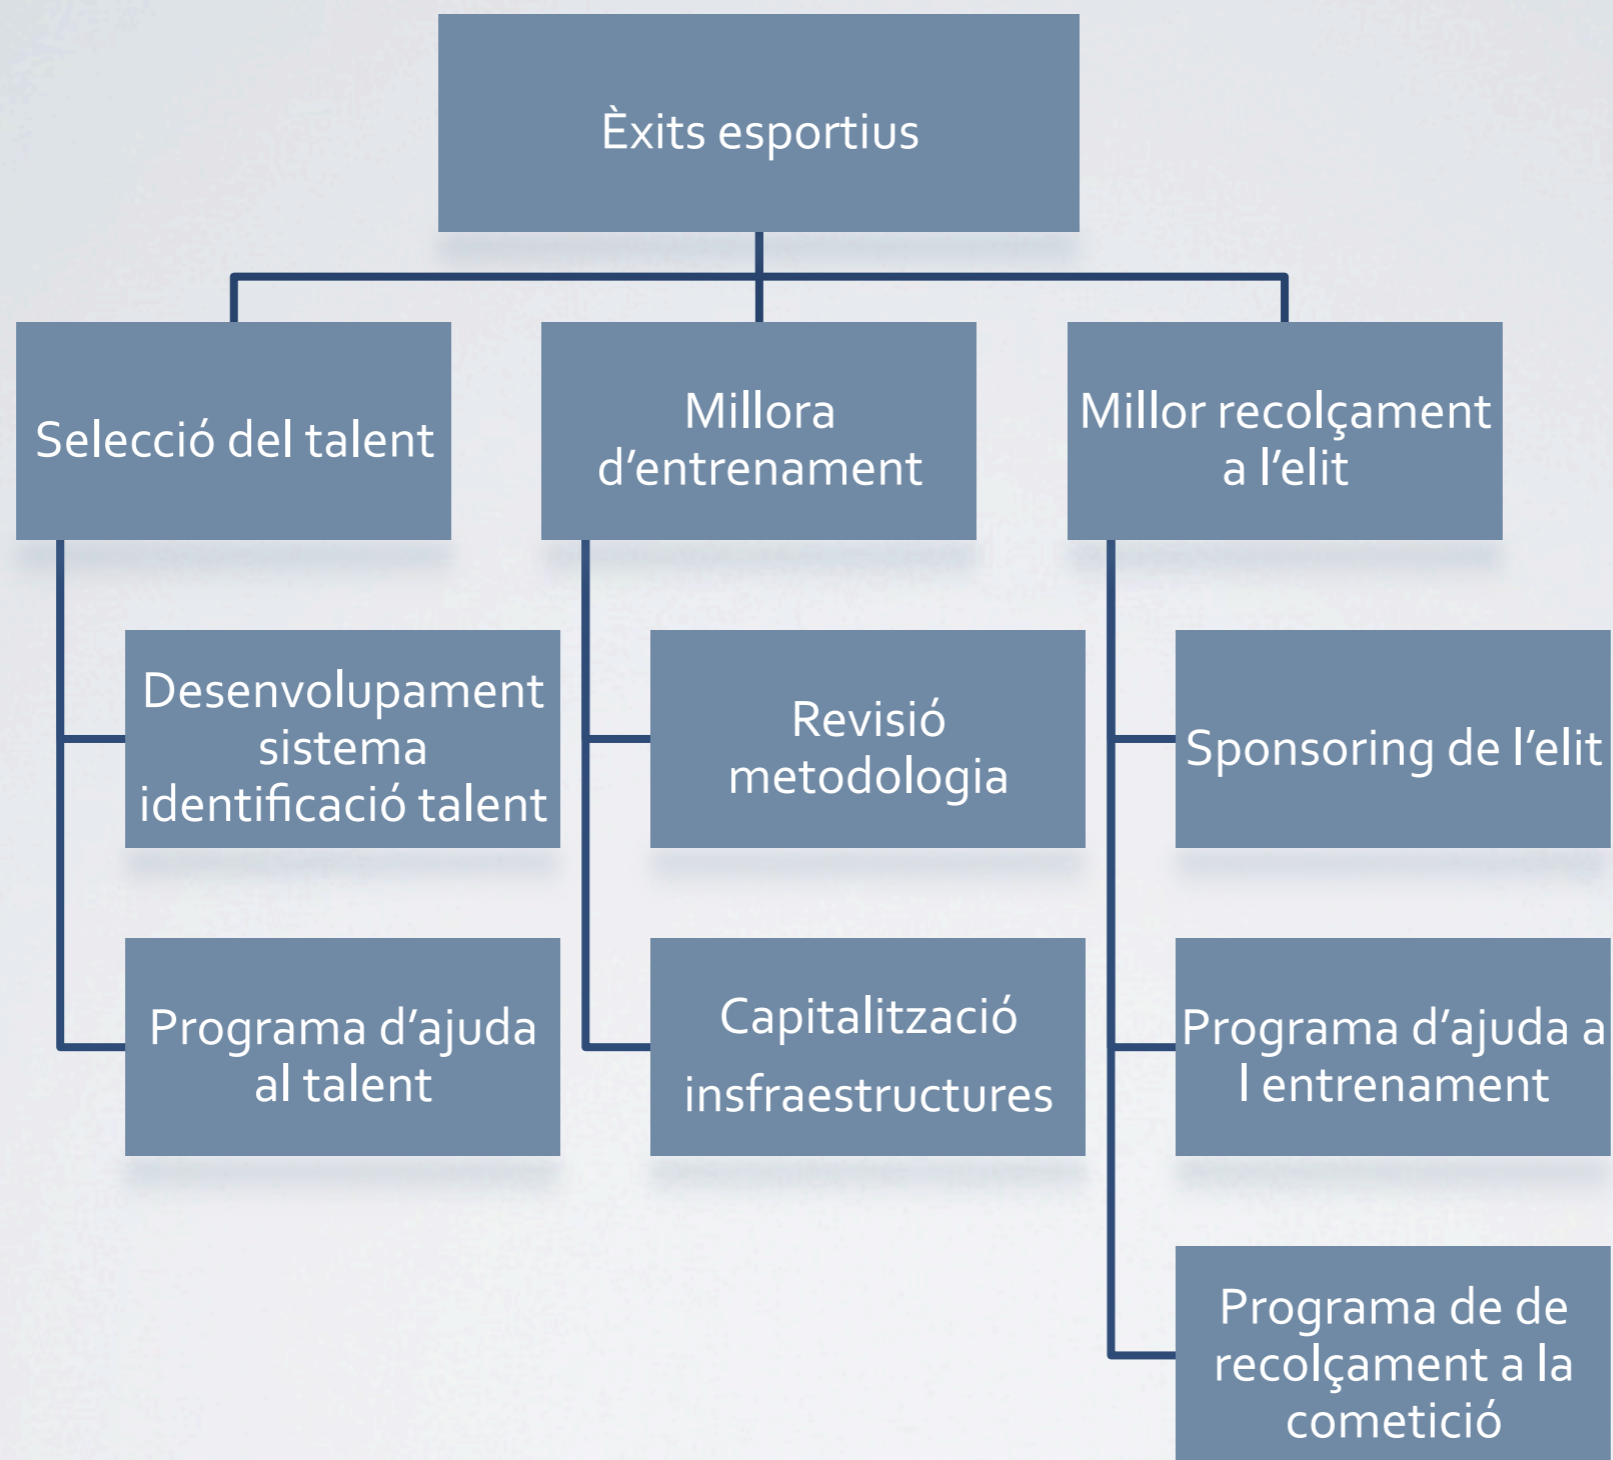 Èxits esportius
Selecció del talent
Millora
d’entrenament
Millor recolçament
a l’elit
Desenvolupament
sistema
identificació talent
Revisió
metodologia
Sponsoring de l’elit
Programa d’ajuda
al talent
Capitalització
insfraestructures
Programa d’ajuda a
l entrenament
Programa de de
recolçament a la
cometició